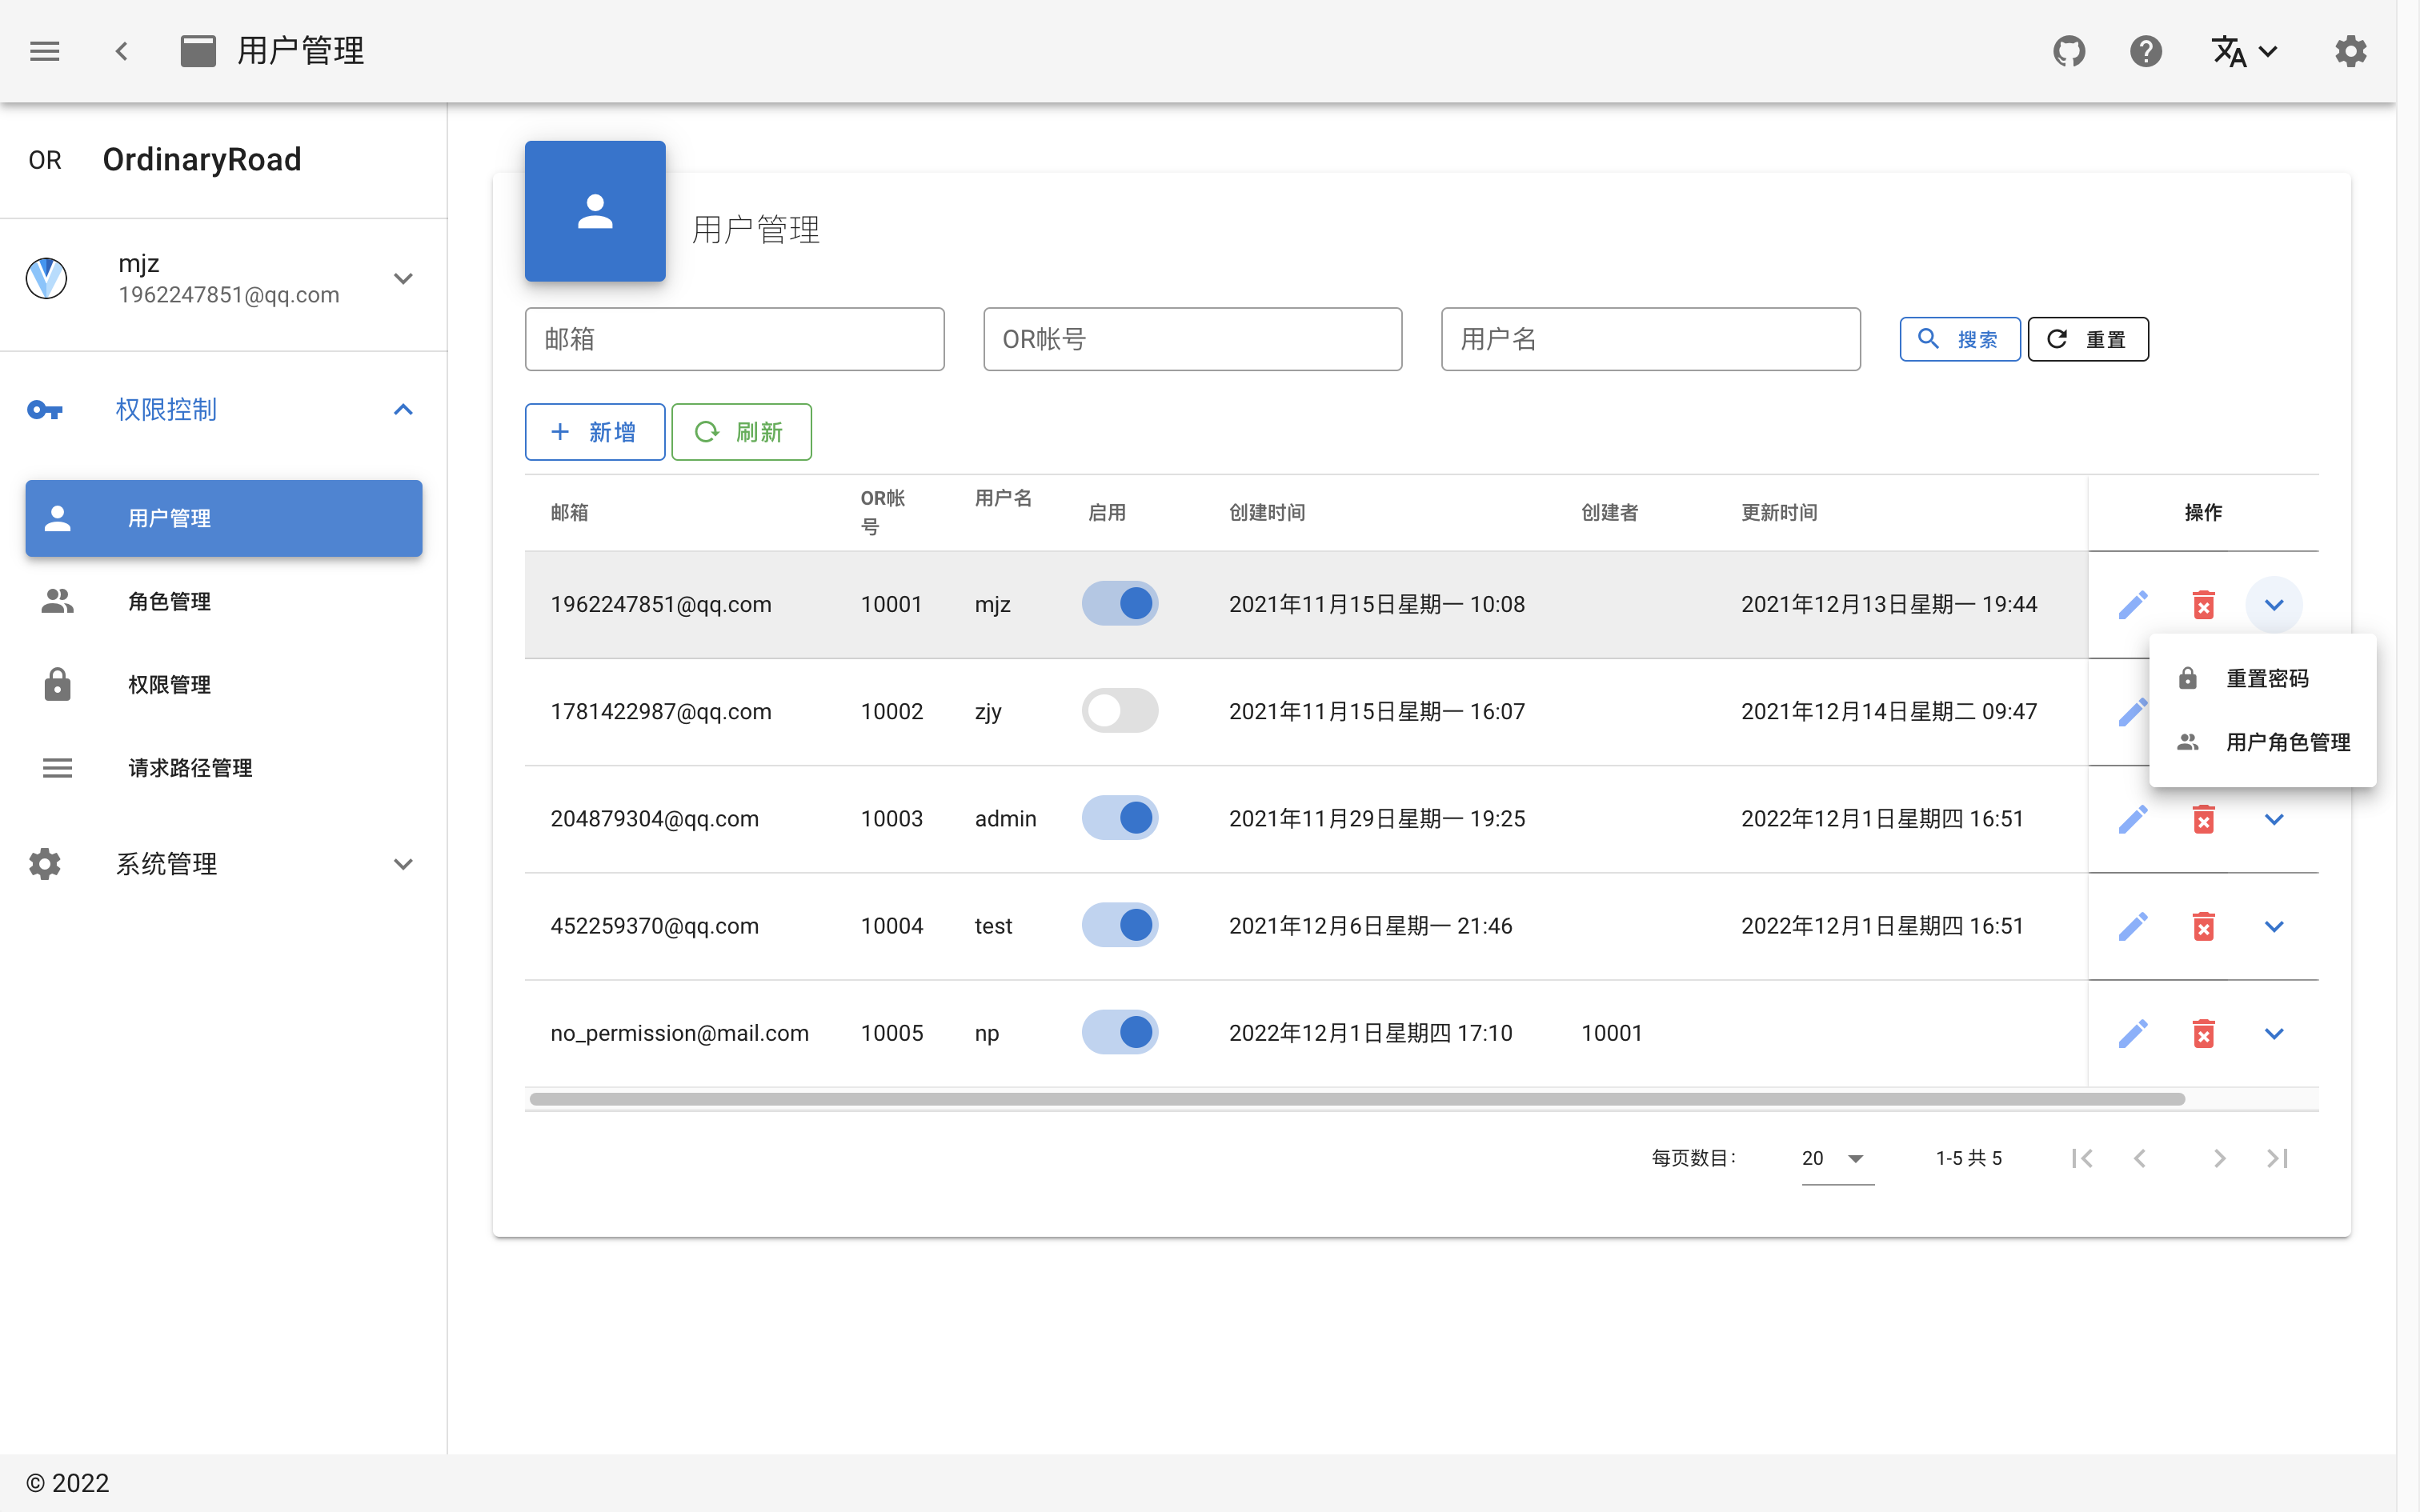 用户管理
OR OrdinaryRoad
mjz
1962247851@qq.com
权限控制
用户管理
角色管理
权限管理
请求路径管理
系统管理
用户管理
邮箱 OR帐号 用户名 搜索 重置
新增 刷新
邮箱 OR帐号 用户名 启用 创建时间 创建者 更新时间 操作
1962247851@qq.com 10001 mjz 2021年11月15日星期一 10:08 2021年12月13日星期一 19:44
重置密码
用户角色管理
1781422987@qq.com 10002 zjy 2021年11月15日星期一 16:07 2021年12月14日星期二 09:47
204879304@qq.com 10003 admin 2021年11月29日星期一 19:25 2022年12月1日星期四 16:51
452259370@qq.com 10004 test 2021年12月6日星期一 21:46 2022年12月1日星期四 16:51
no_permission@mail.com 10005 np 2022年12月1日星期四 17:10 10001
每页数目: 20 1-5 共 5
© 2022